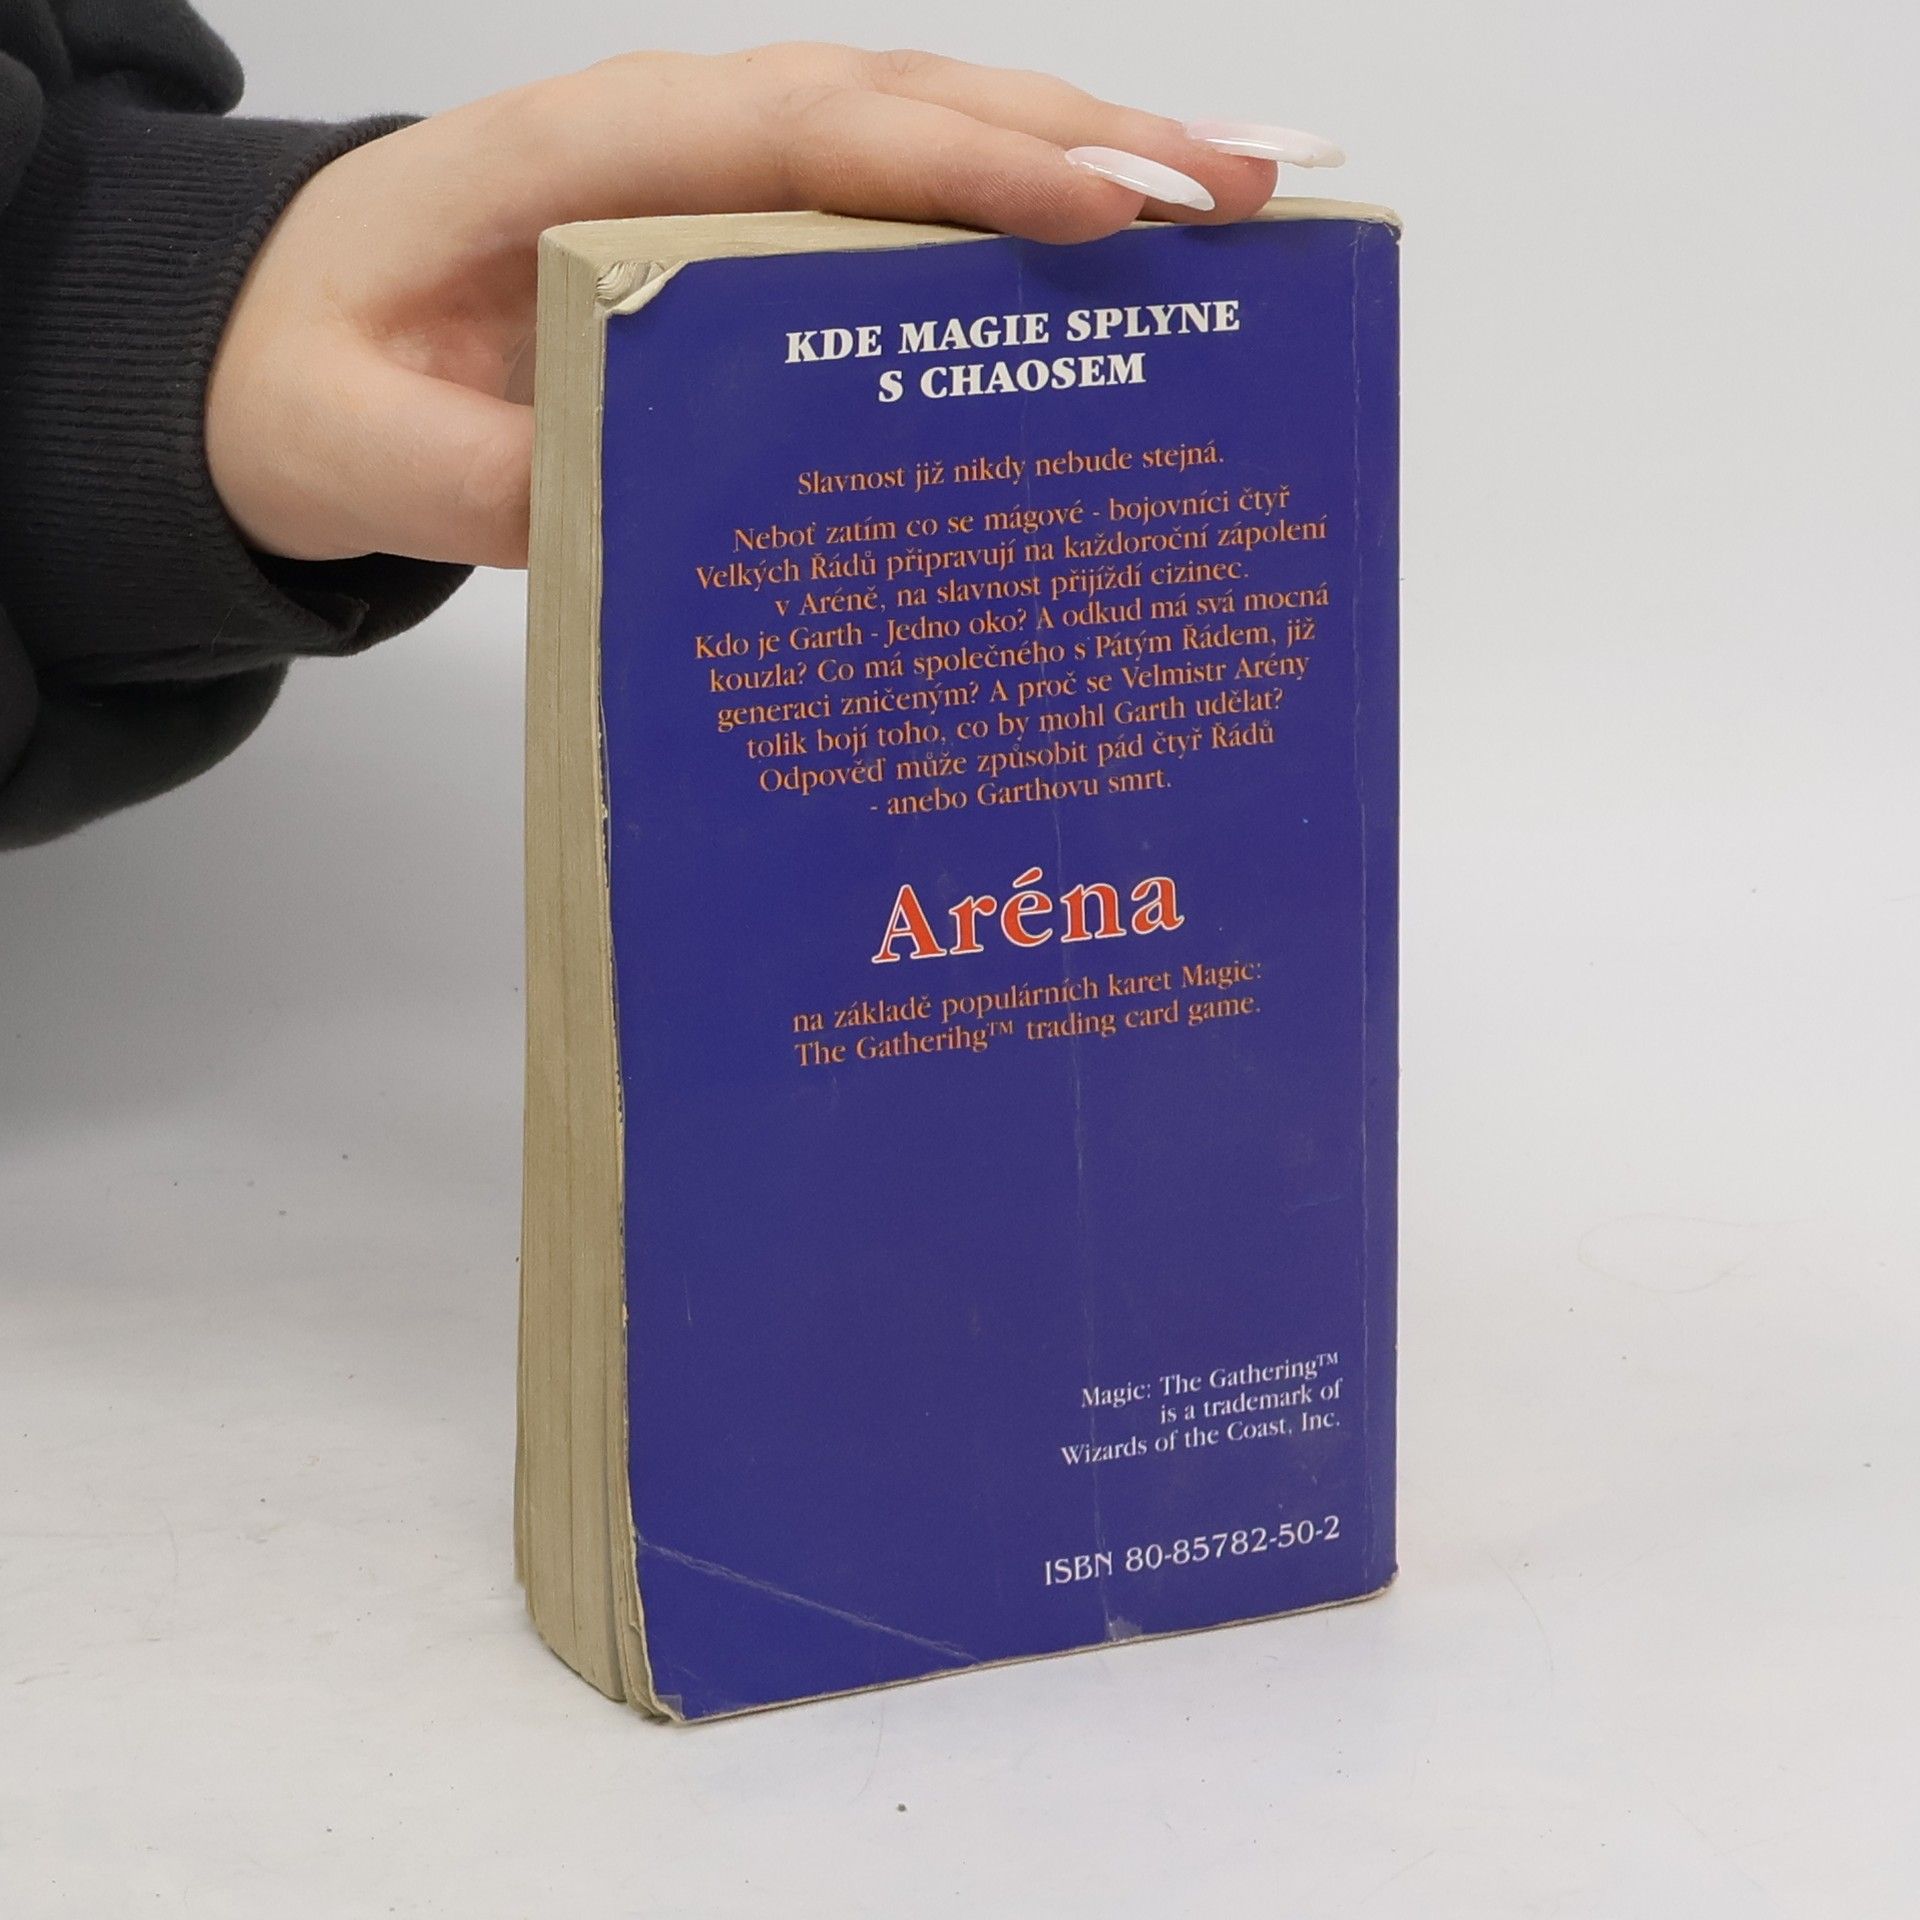 KDE MAGIE SPLYNE
S CHAOSEM
Slavnost již nikdy nebude stejná.
Neboť zatím co se mágové - bojovníci čtyř
Velkých Řádů připravují na každoroční zápolení
v Aréně, na slavnost přijíždí cizinec.
Kdo je Garth - Jedno oko? A odkud má svá mocná
kouzla? Co má společného s Pátým Řádem, již
generaci zničeným? A proč se Velmistr Arény
tolik bojí toho, co by mohl Garth udělat?
Odpověď může způsobit pád čtyř Řádů
- anebo Garthovu smrt.
Aréna
na základě populárních karet Magic:
The Gatherihg™ trading card game.
Magic: The Gathering™
is a trademark of
Wizards of the Coast, Inc.
ISBN 80-85782-50-2